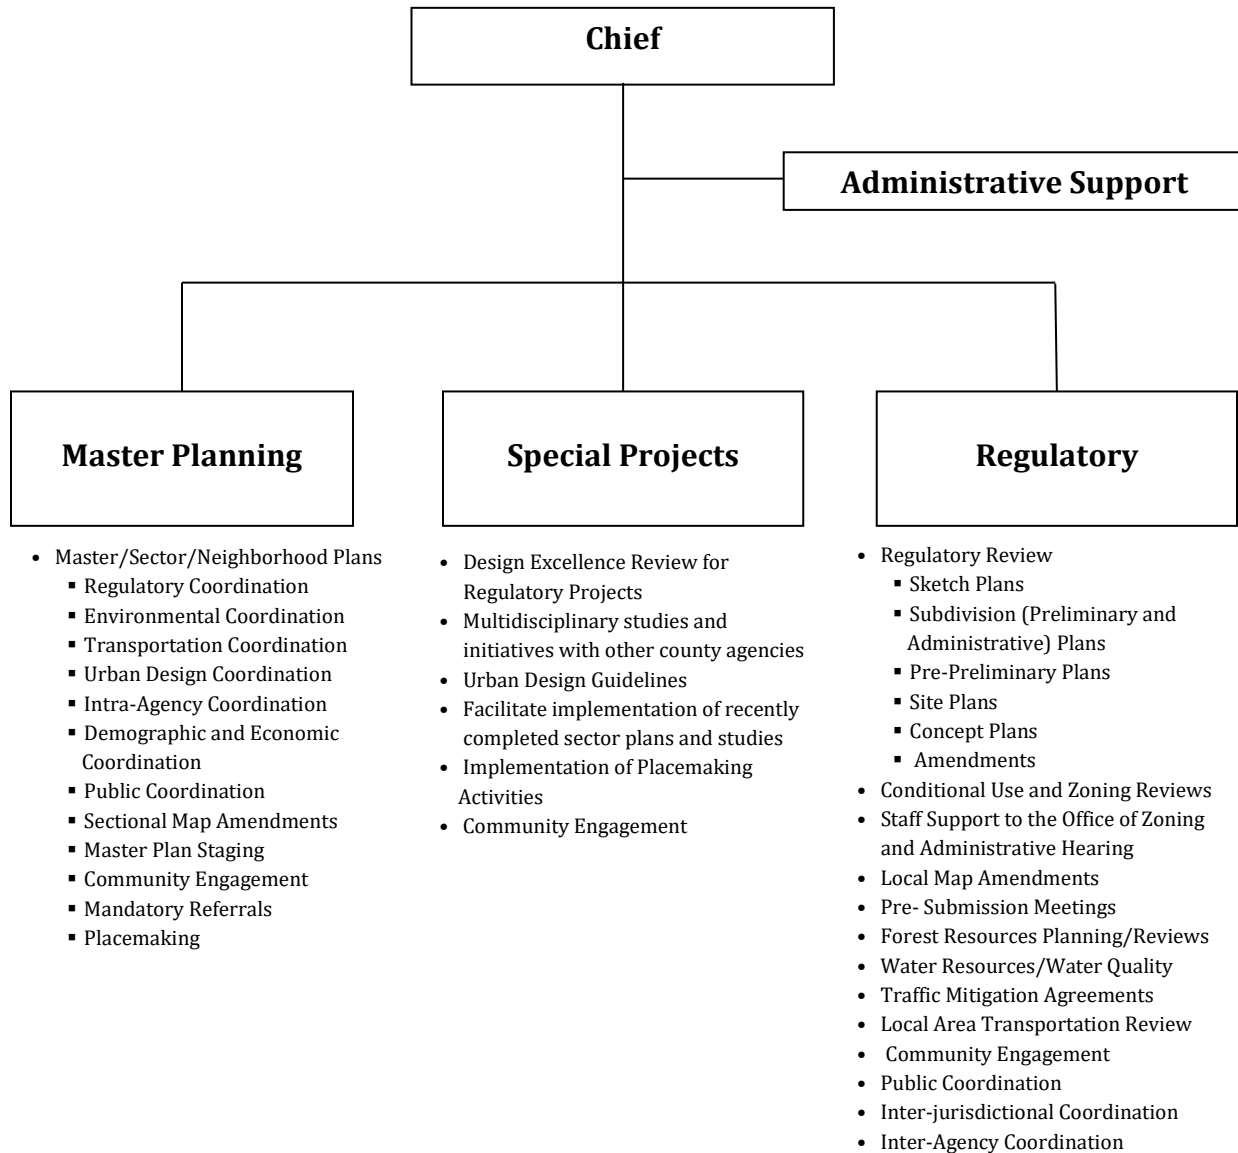 Chief
Administrative Support
Master Planning
• Master/Sector/Neighborhood Plans
▪ Regulatory Coordination
▪ Environmental Coordination
▪ Transportation Coordination
▪ Urban Design Coordination
▪ Intra-Agency Coordination
▪ Demographic and Economic
Coordination
▪ Public Coordination
▪ Sectional Map Amendments
▪ Master Plan Staging
▪ Community Engagement
▪ Mandatory Referrals
▪ Placemaking
Special Projects
• Design Excellence Review for
Regulatory Projects
• Multidisciplinary studies and
initiatives with other county agencies
• Urban Design Guidelines
• Facilitate implementation of recently
completed sector plans and studies
• Implementation of Placemaking
Activities
• Community Engagement
Regulatory
• Regulatory Review
▪ Sketch Plans
▪ Subdivision (Preliminary and
Administrative) Plans
▪ Pre-Preliminary Plans
▪ Site Plans
▪ Concept Plans
▪ Amendments
• Conditional Use and Zoning Reviews
• Staff Support to the Office of Zoning
and Administrative Hearing
• Local Map Amendments
• Pre- Submission Meetings
• Forest Resources Planning/Reviews
• Water Resources/Water Quality
• Traffic Mitigation Agreements
• Local Area Transportation Review
• Community Engagement
• Public Coordination
• Inter-jurisdictional Coordination
• Inter-Agency Coordination